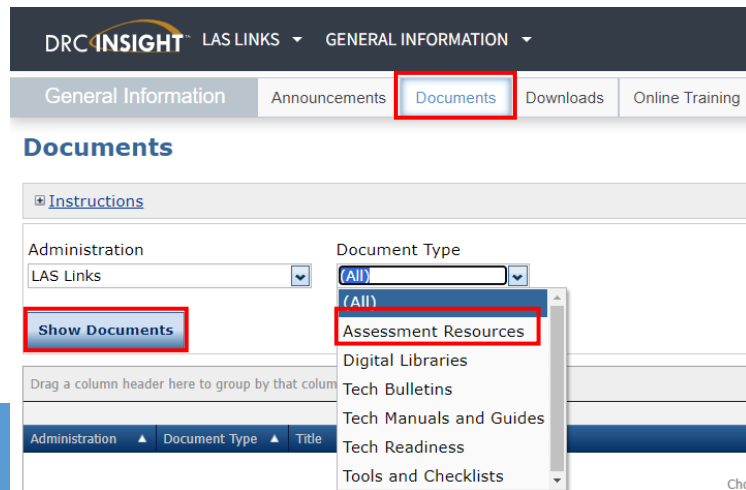 DRC INSIGHT™ LAS LINKS GENERAL INFORMATION
General Information Announcements Documents Downloads Online Training
Documents
Instructions
Administration Document Type
LAS Links (All)
(All)
Show Documents Assessment Resources
Digital Libraries
Drag a column header here to group by that colum Tech Bulletins
Tech Manuals and Guides
Administration Document Type Title Tech Readiness
Tools and Checklists